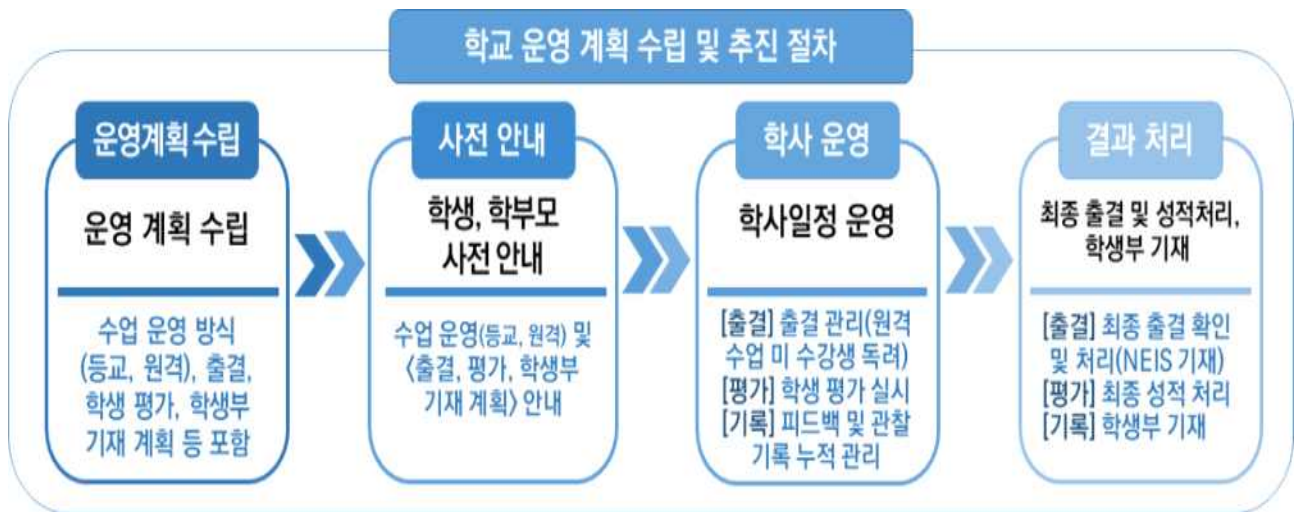 학교 운영 계획 수립 및 추진 절차
운영계획 수립
운영 계획 수립
수업 운영 방식
(등교, 원격), 출결,
학생 평가, 학생부
기재 계획 등 포함
사전 안내
학생, 학부모
사전 안내
수업 운영(등교, 원격) 및
<출결, 평가, 학생부
기재 계획> 안내
학사 운영
학사일정 운영
[출결] 출결 관리(원격
수업 미 수강생 독려)
[평가] 학생 평가 실시
[기록] 피드백 및 관찰
기록 누적 관리
결과 처리
최종 출결 및 성적처리,
학생부 기재
[출결] 최종 출결 확인
및 처리(NEIS 기재)
[평가] 최종 성적 처리
[기록] 학생부 기재